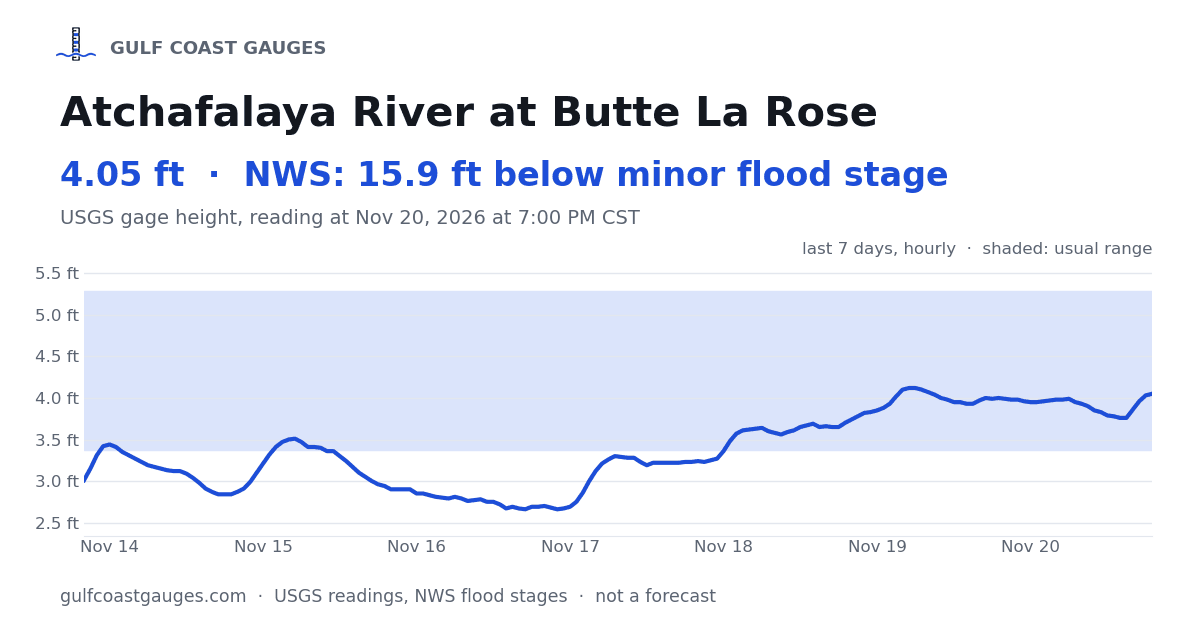 GULF COAST GAUGES
Atchafalaya River at Butte La Rose
4.05 ft · NWS: 15.9 ft below minor flood stage
USGS gage height, reading at Nov 20, 2026 at 7:00 PM CST
last 7 days, hourly · shaded: usual range
5.5 ft
5.0 ft
4.5 ft
4.0 ft
3.5 ft
3.0 ft
2.5 ft
Nov 14 Nov 15 Nov 16 Nov 17 Nov 18 Nov 19 Nov 20
gulfcoastgauges.com · USGS readings, NWS flood stages · not a forecast